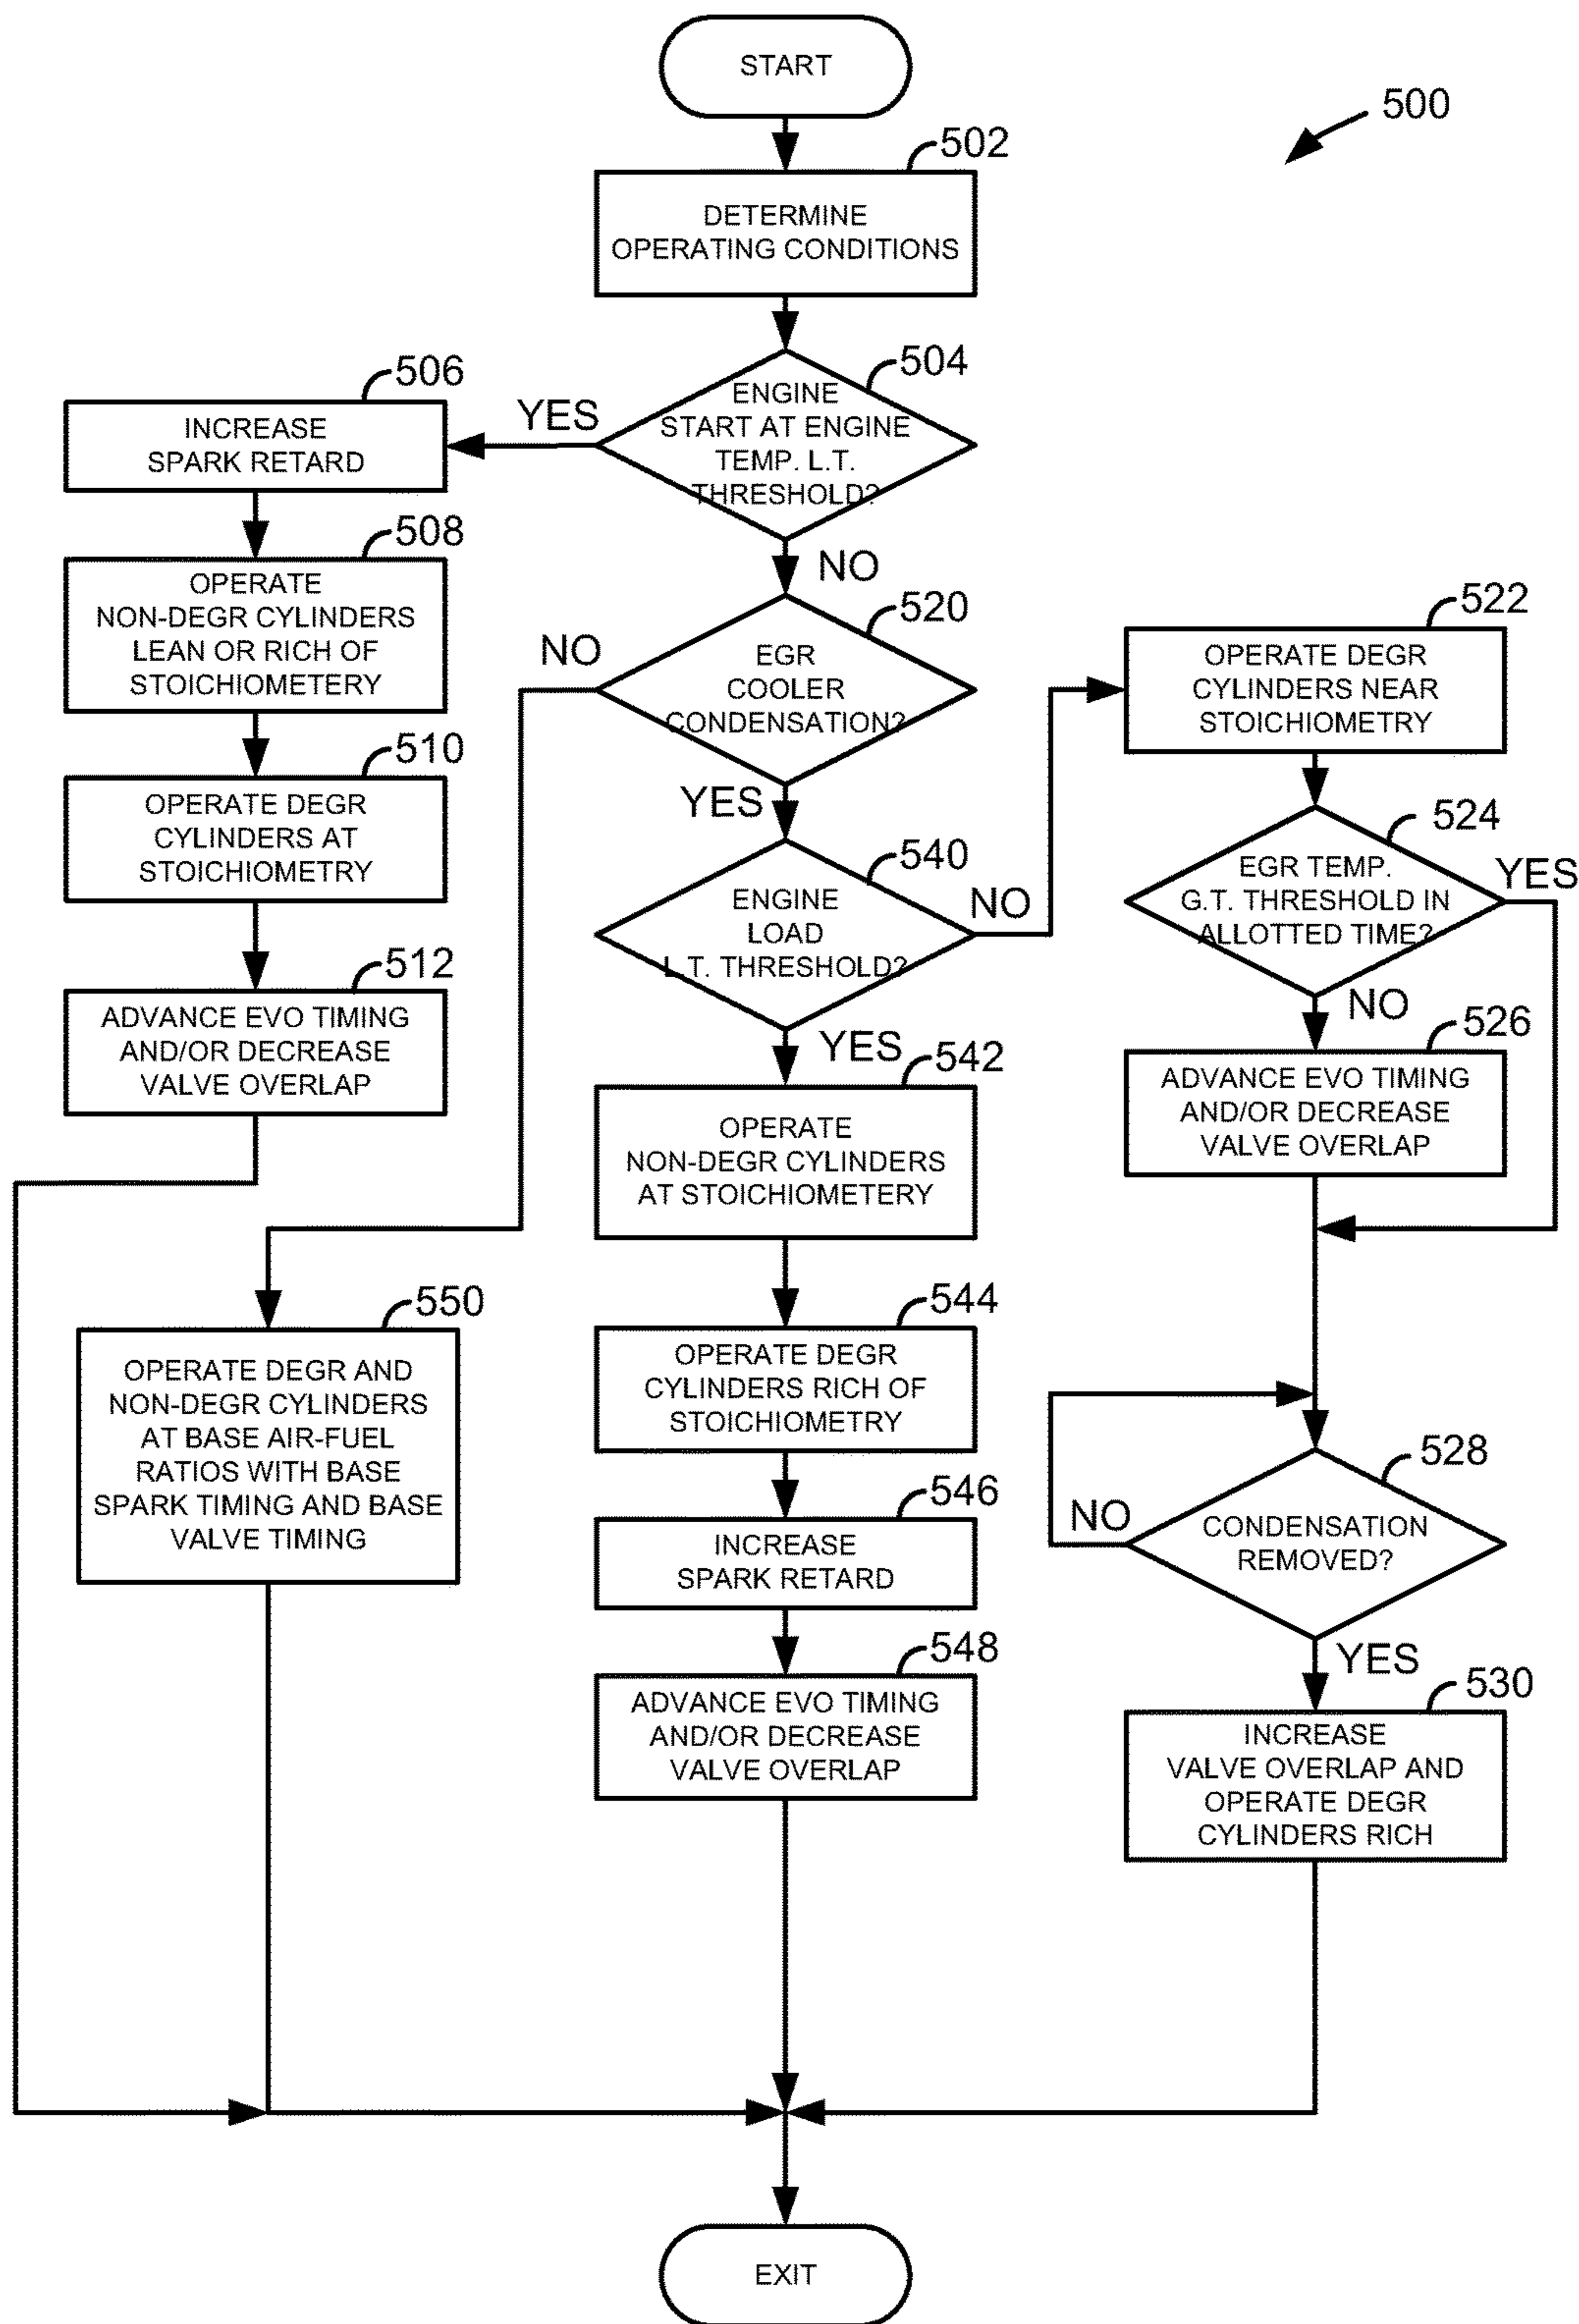 START
500
502
DETERMINE
OPERATING CONDITIONS
504
ENGINE
START AT ENGINE
TEMP. L.T.
THRESHOLD?
YES
NO
506
INCREASE
SPARK RETARD
508
OPERATE
NON-DEGR CYLINDERS
LEAN OR RICH OF
STOICHIOMETERY
510
OPERATE DEGR
CYLINDERS AT
STOICHIOMETRY
512
ADVANCE EVO TIMING
AND/OR DECREASE
VALVE OVERLAP
520
EGR
COOLER
CONDENSATION?
NO
YES
522
OPERATE DEGR
CYLINDERS NEAR
STOICHIOMETRY
524
EGR TEMP.
G.T. THRESHOLD IN
ALLOTTED TIME?
YES
NO
526
ADVANCE EVO TIMING
AND/OR DECREASE
VALVE OVERLAP
540
ENGINE
LOAD
L.T. THRESHOLD?
NO
YES
542
OPERATE
NON-DEGR CYLINDERS
AT STOICHIOMETERY
544
OPERATE DEGR
CYLINDERS RICH OF
STOICHIOMETRY
546
INCREASE
SPARK RETARD
548
ADVANCE EVO TIMING
AND/OR DECREASE
VALVE OVERLAP
550
OPERATE DEGR AND
NON-DEGR CYLINDERS
AT BASE AIR-FUEL
RATIOS WITH BASE
SPARK TIMING AND BASE
VALVE TIMING
528
CONDENSATION
REMOVED?
NO
YES
530
INCREASE
VALVE OVERLAP AND
OPERATE DEGR
CYLINDERS RICH
EXIT